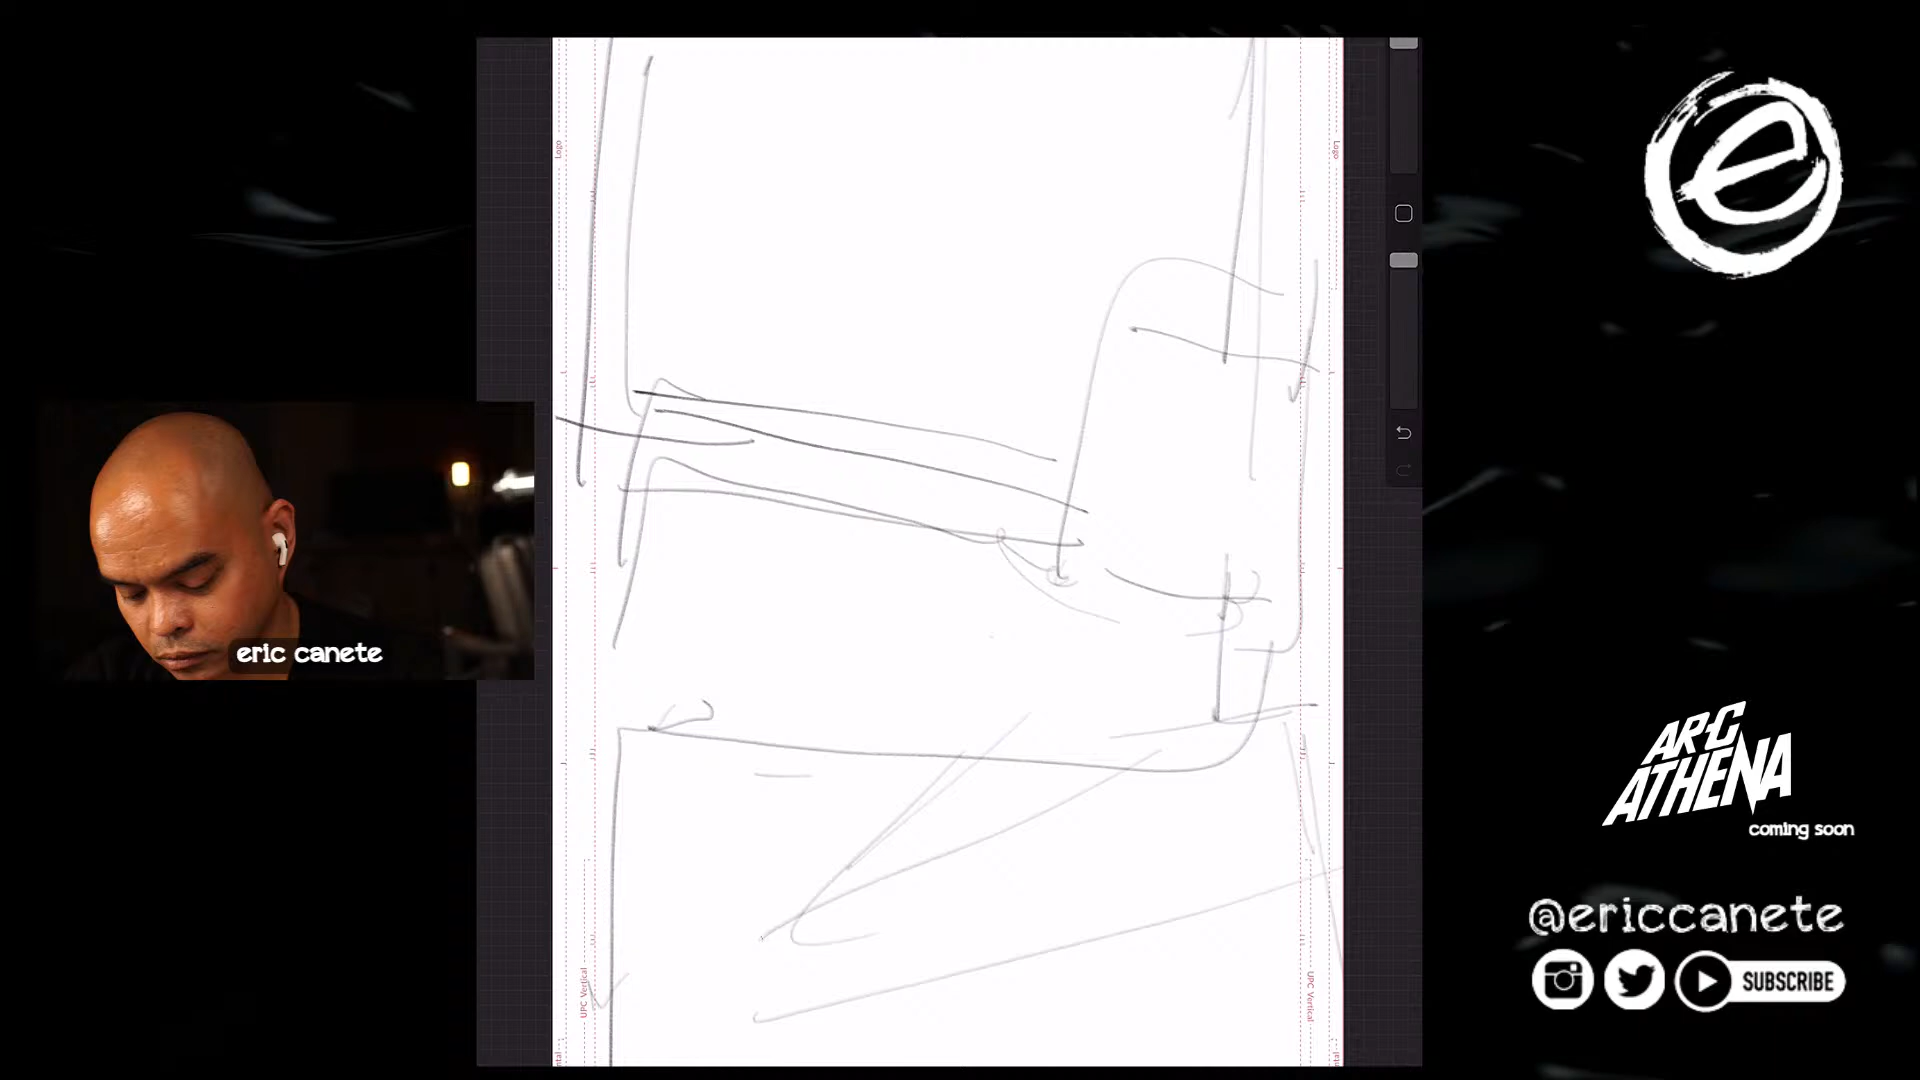 Logo
Logo
eric canete
ARC
ATHENA
coming soon
@ericcanete
SUBSCRIBE
UPC Vertical
UPC Vertical